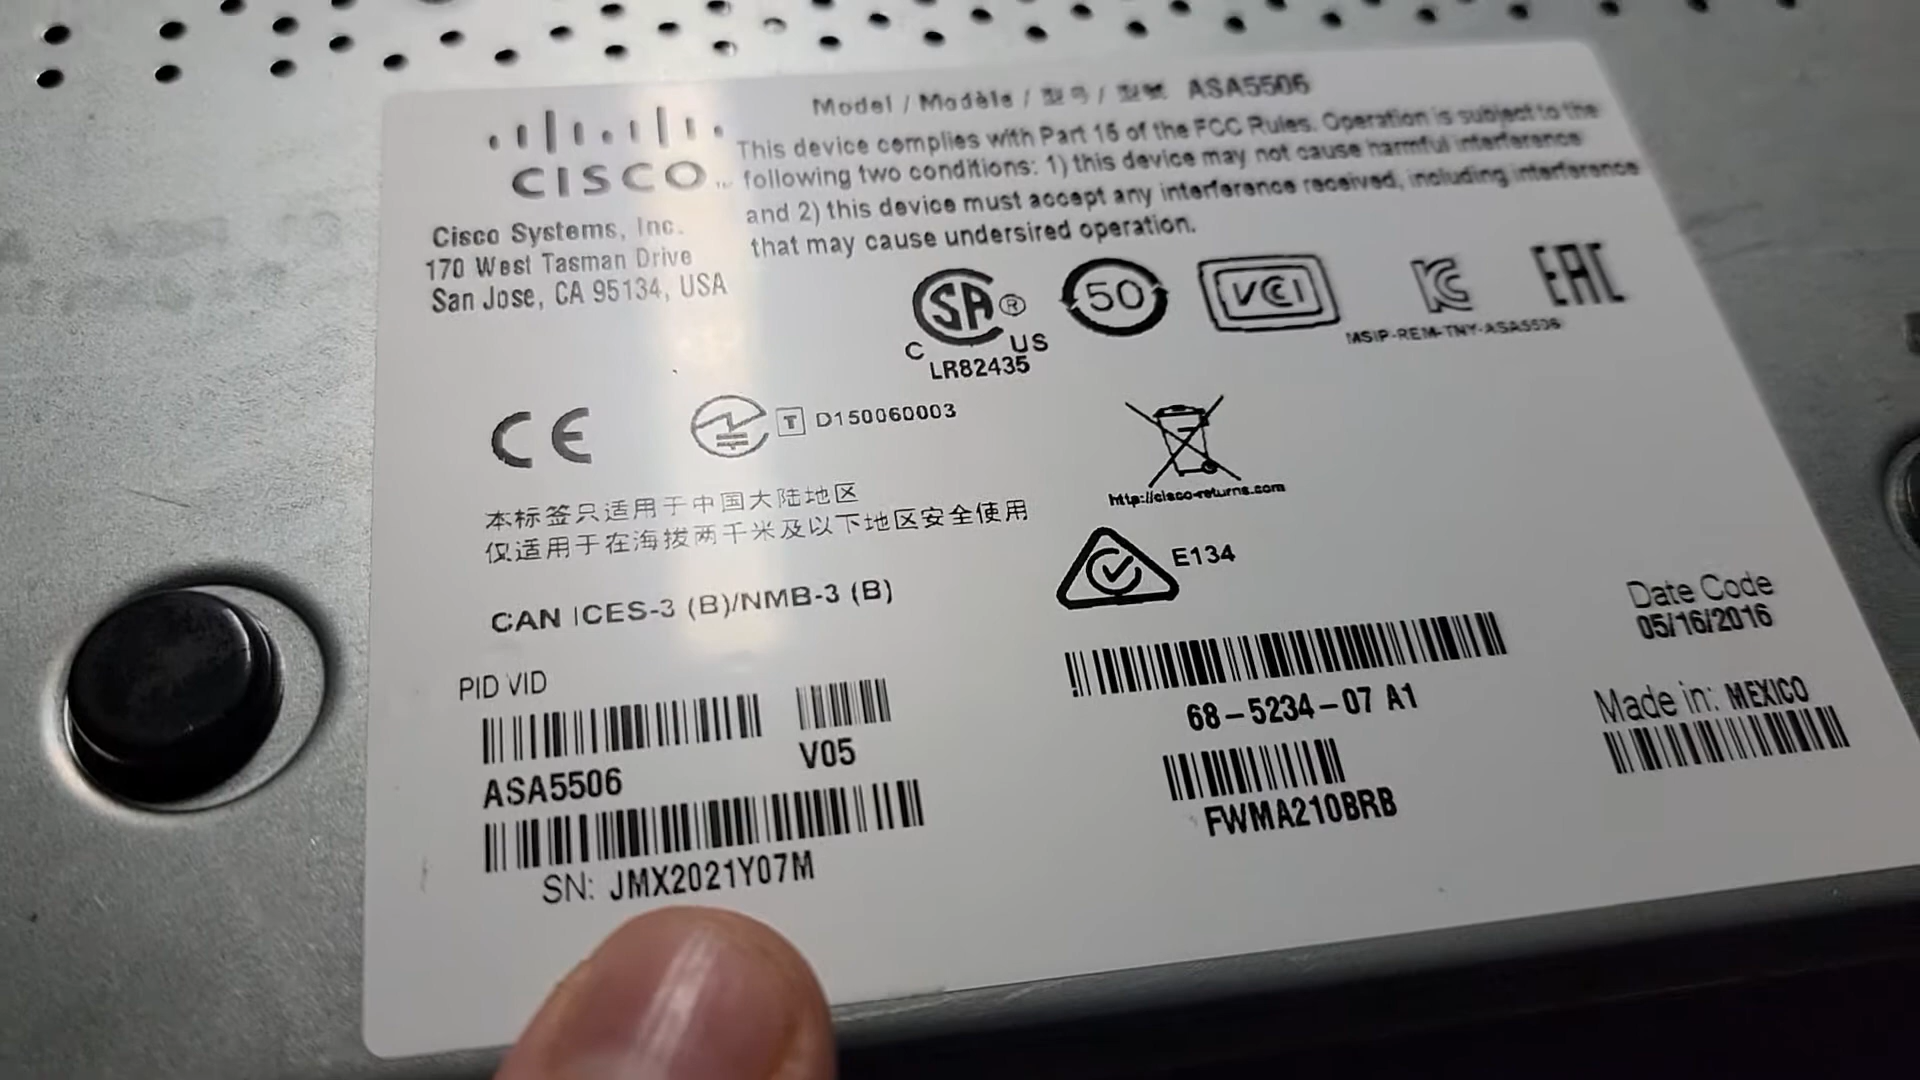 Model / Modèle / 型号 / 型號 ASA5506
CISCO
This device complies with Part 15 of the FCC Rules. Operation is subject to the
following two conditions: 1) this device may not cause harmful interference
and 2) this device must accept any interference received, including interference
that may cause undersired operation.
Cisco Systems, Inc.
170 West Tasman Drive
San Jose, CA 95134, USA
SA ®
C US
LR82435
50
VCCI
MSIP-REM-TNY-ASA5506
EAC
CE
T D150060003
http://cisco-returns.com
本标签只适用于中国大陆地区
仅适用于在海拔两千米及以下地区安全使用
E134
CAN ICES-3 (B)/NMB-3 (B)
Date Code
05/16/2016
PID VID
ASA5506
V05
68-5234-07 A1
Made in: MEXICO
FWMA210BRB
SN: JMX2021Y07M